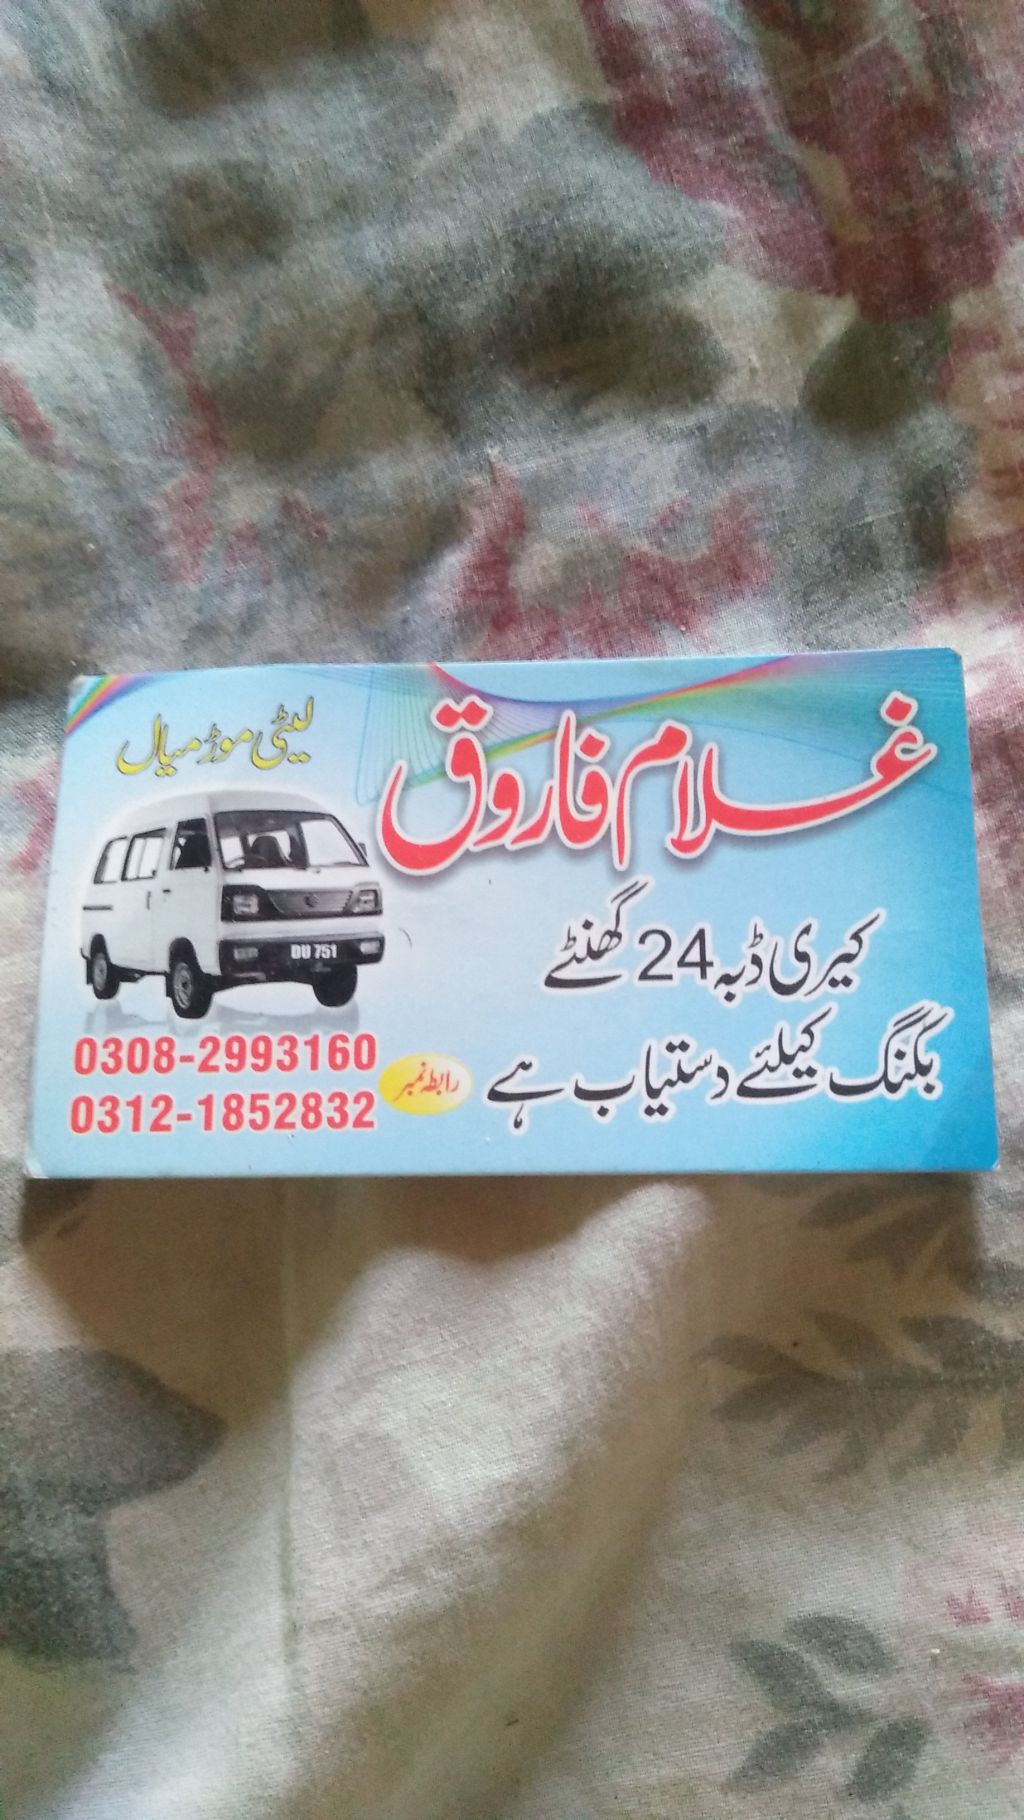 غلام فاروق
لیٹی موڑ میال
کیری ڈبہ 24 گھنٹے
بکنگ کیلئے دستیاب ہے
رابطہ نمبر
0308-2993160
0312-1852832
DU 751